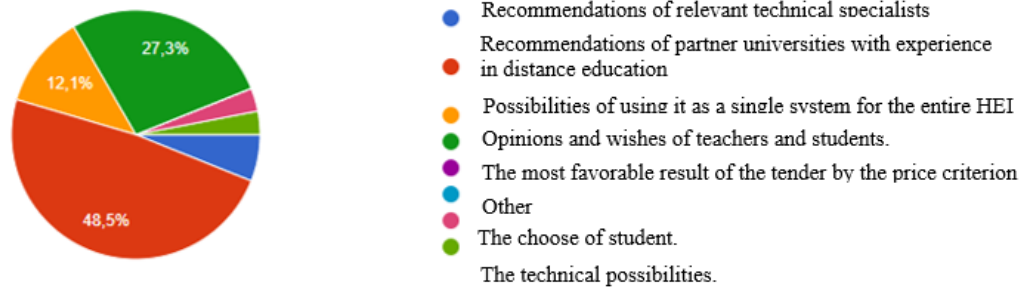 27,3%
12,1%
48,5%
Recommendations of relevant technical specialists
Recommendations of partner universities with experience
in distance education
Possibilities of using it as a single system for the entire HEI
Opinions and wishes of teachers and students.
The most favorable result of the tender by the price criterion
Other
The choose of student.
The technical possibilities.